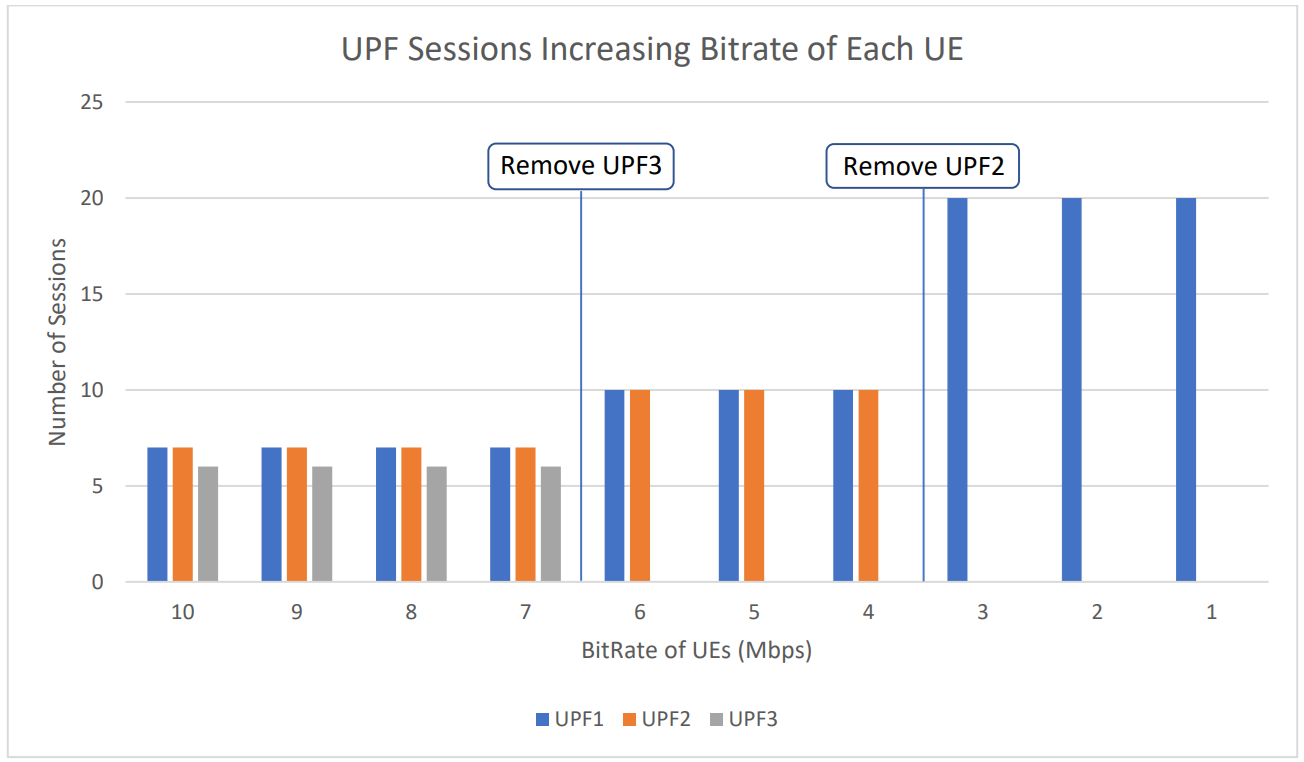 UPF Sessions Increasing Bitrate of Each UE
25
Remove UPF3
Remove UPF2
20
15
10
5
0
Number of Sessions
10 9 8 7 6 5 4 3 2 1
BitRate of UEs (Mbps)
UPF1 UPF2 UPF3